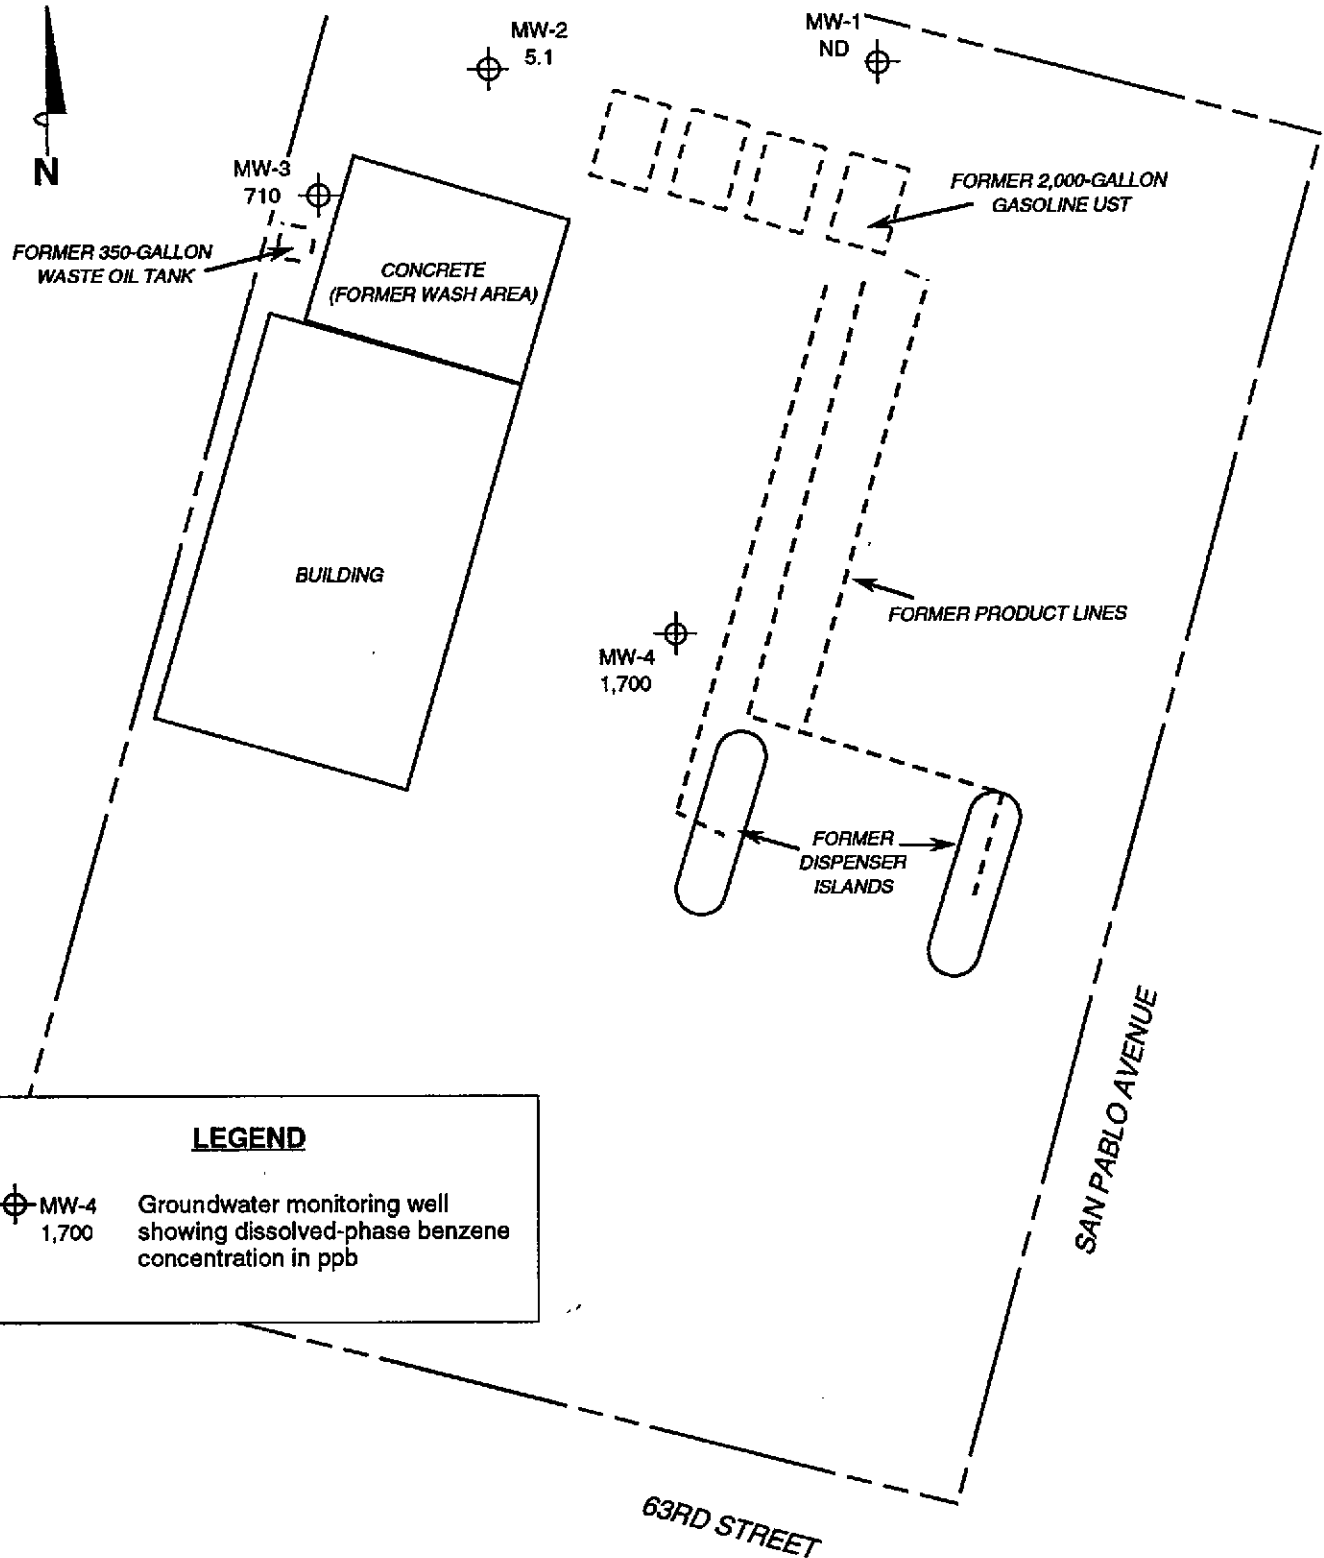 MW-2
5.1
MW-1
ND
N
MW-3
710
FORMER 350-GALLON
WASTE OIL TANK
CONCRETE
(FORMER WASH AREA)
FORMER 2,000-GALLON
GASOLINE UST
BUILDING
FORMER PRODUCT LINES
MW-4
1,700
FORMER
DISPENSER
ISLANDS
SAN PABLO AVENUE
LEGEND
MW-4
1,700
Groundwater monitoring well
showing dissolved-phase benzene
concentration in ppb
63RD STREET